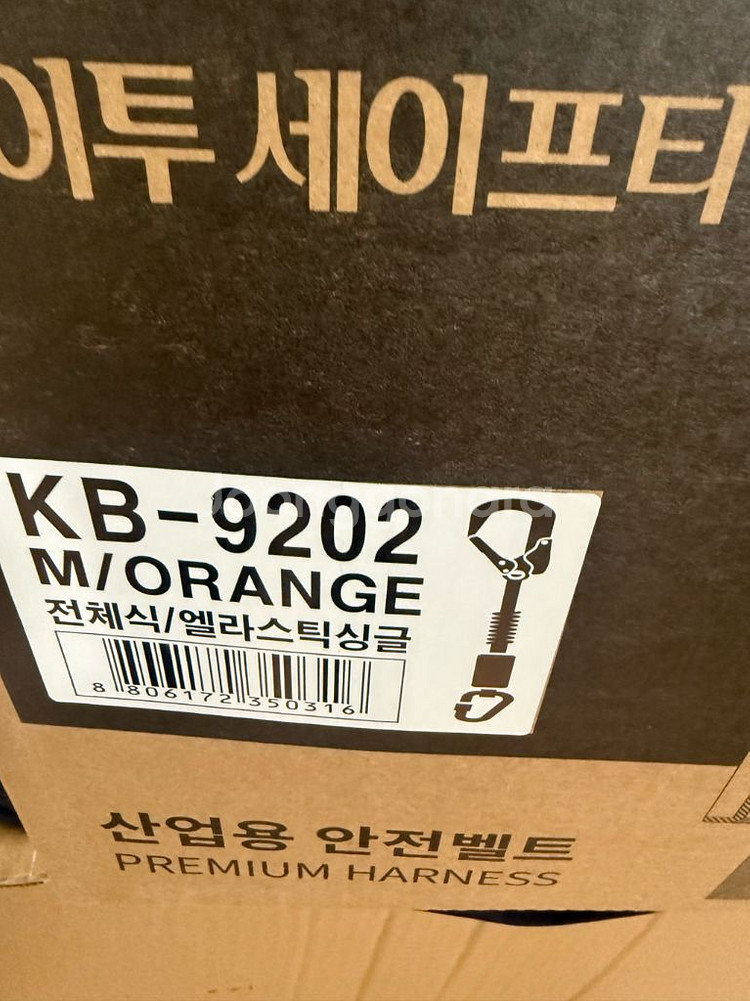 이투 세이프티
KB-9202
M/ORANGE
전체식/엘라스틱싱글
8 806172 350316
산업용 안전벨트
PREMIUM HARNESS